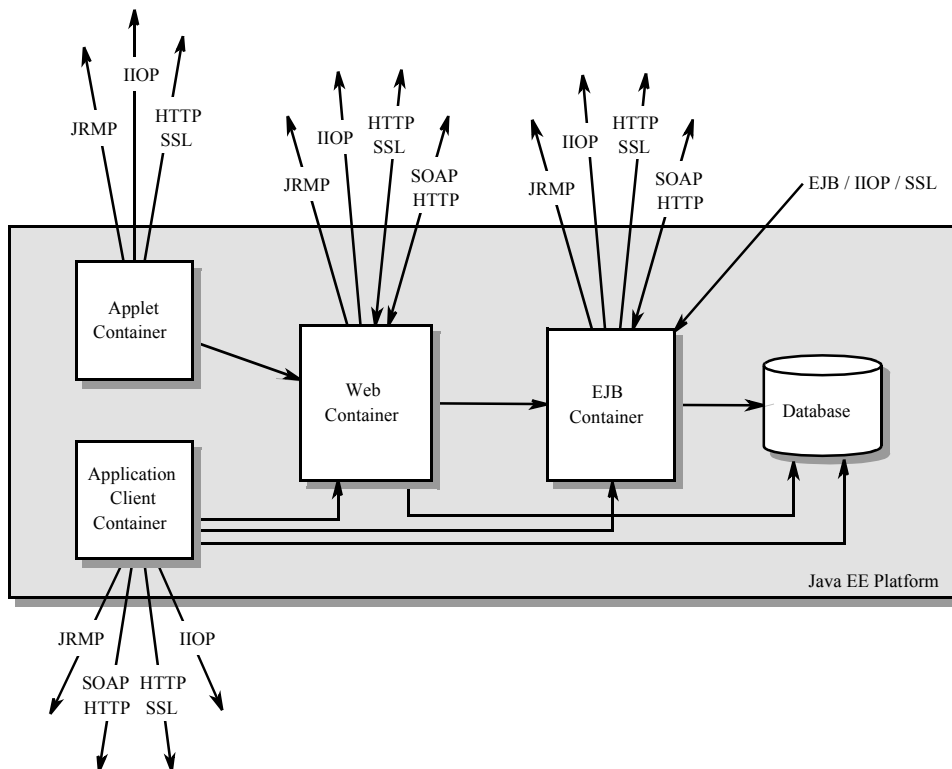 IIOP
JRMP
HTTP
SSL
IIOP
HTTP
SSL
JRMP
SOAP
HTTP
IIOP
HTTP
SSL
JRMP
SOAP
HTTP
EJB / IIOP / SSL
Applet
Container
Web
Container
EJB
Container
Database
Application
Client
Container
Java EE Platform
JRMP
IIOP
SOAP
HTTP
HTTP
SSL